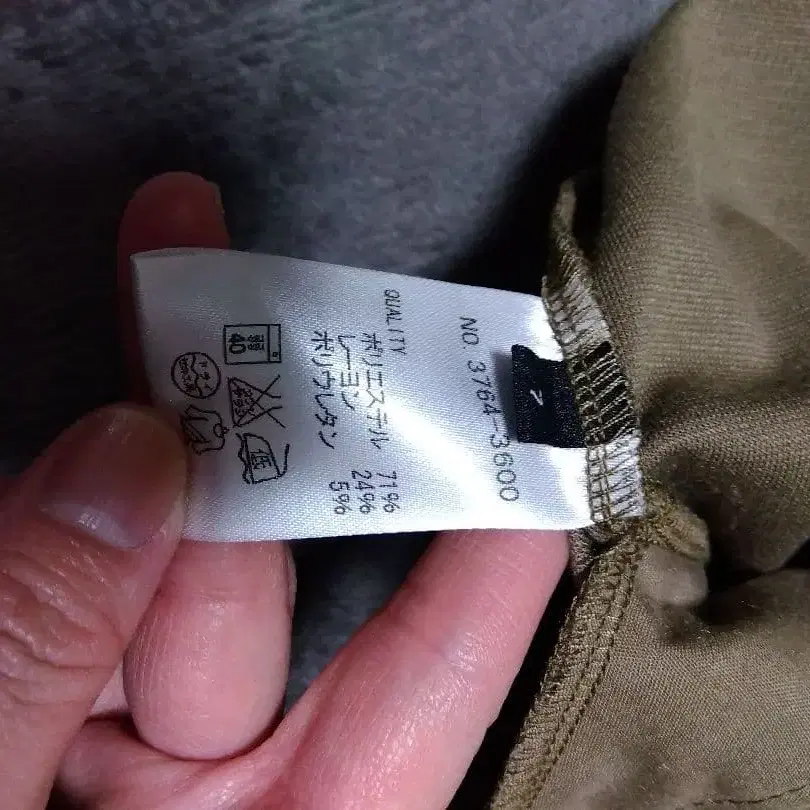 NO. 3764-3600
QUALITY
ポリエステル 71%
レーヨン 24%
ポリウレタン 5%
40
低
7